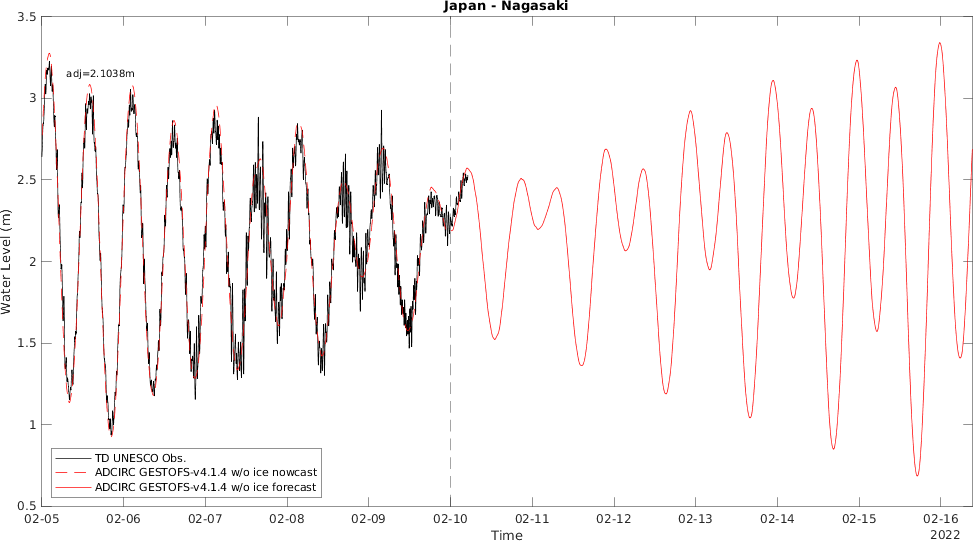 Japan - Nagasaki
3.5
3
2.5
2
1.5
1
0.5
Water Level (m)
adj=2.1038m
TD UNESCO Obs.
ADCIRC GESTOFS-v4.1.4 w/o ice nowcast
ADCIRC GESTOFS-v4.1.4 w/o ice forecast
02-05 02-06 02-07 02-08 02-09 02-10 02-11 02-12 02-13 02-14 02-15 02-16
Time
2022